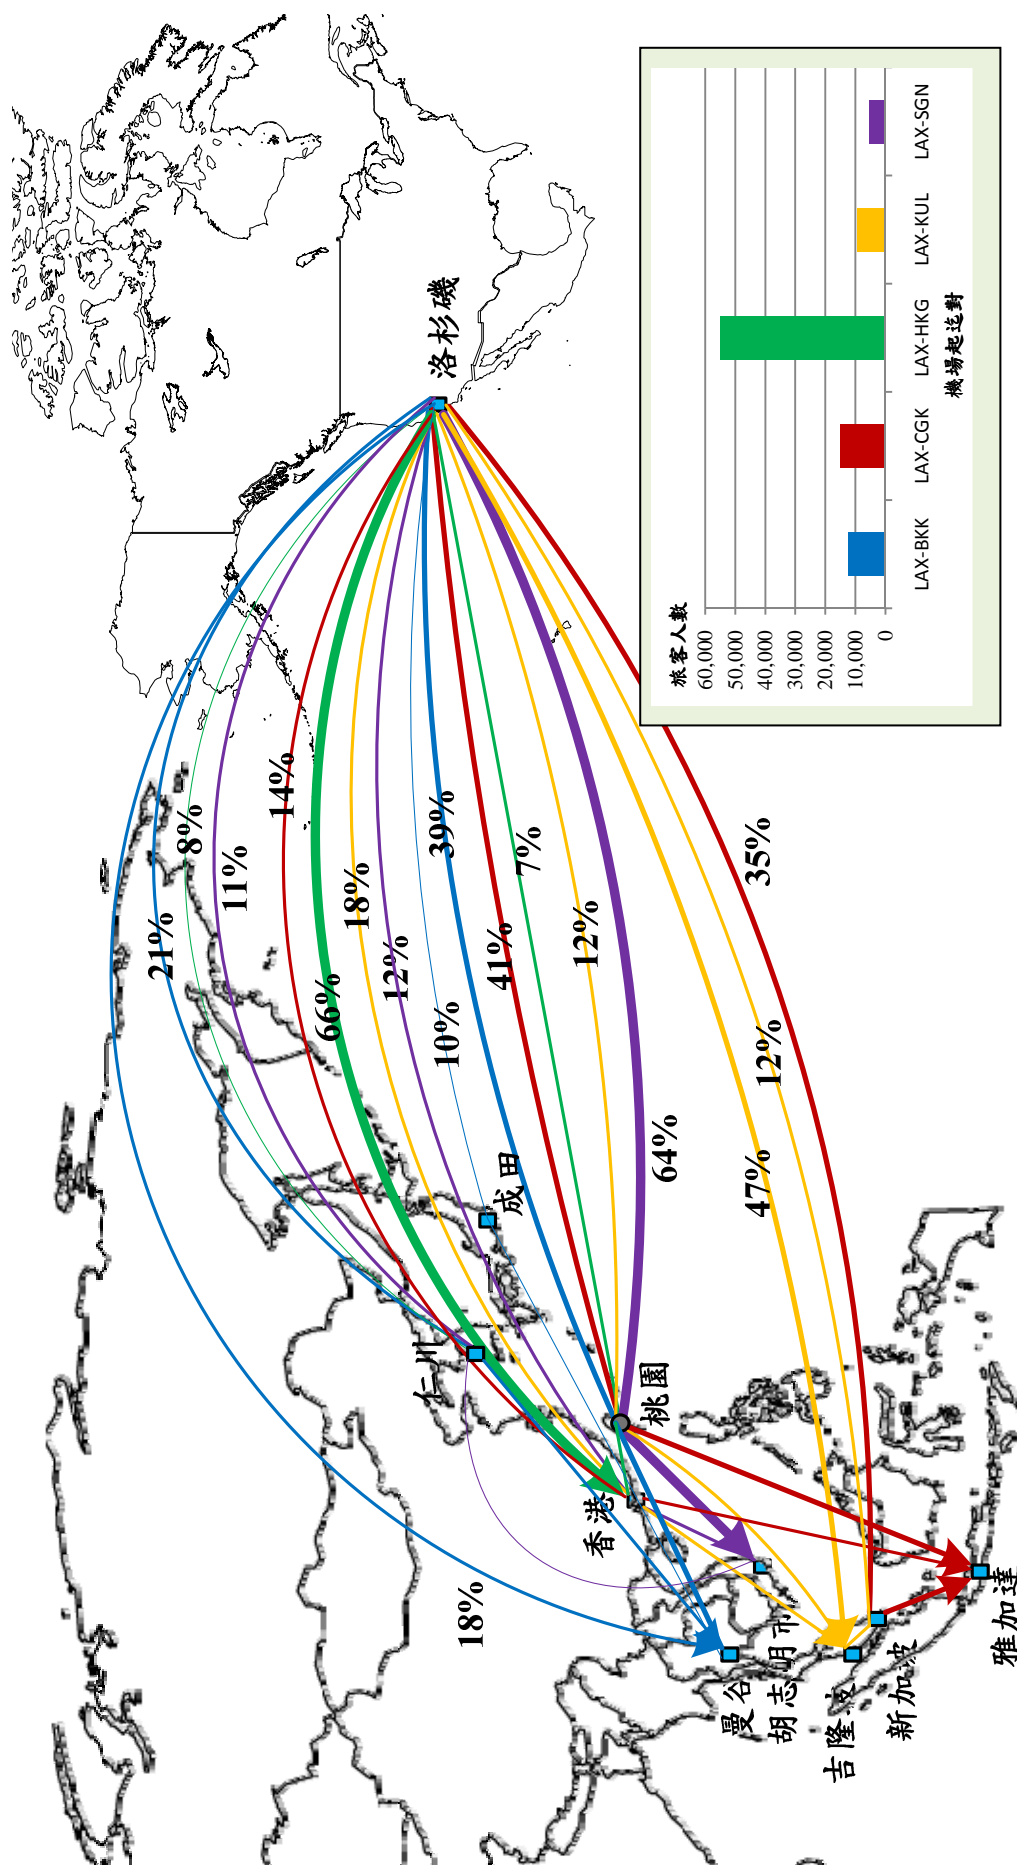 洛杉磯
8%
14%
11%
21%
39%
7%
35%
18%
12%
41%
12%
66%
10%
12%
64%
47%
18%
成田
仁川
桃園
香港
曼谷
胡志明市
吉隆坡
新加坡
雅加達
旅客人數
60,000
50,000
40,000
30,000
20,000
10,000
0
LAX-BKK
LAX-CGK
LAX-HKG
LAX-KUL
LAX-SGN
機場起迄對